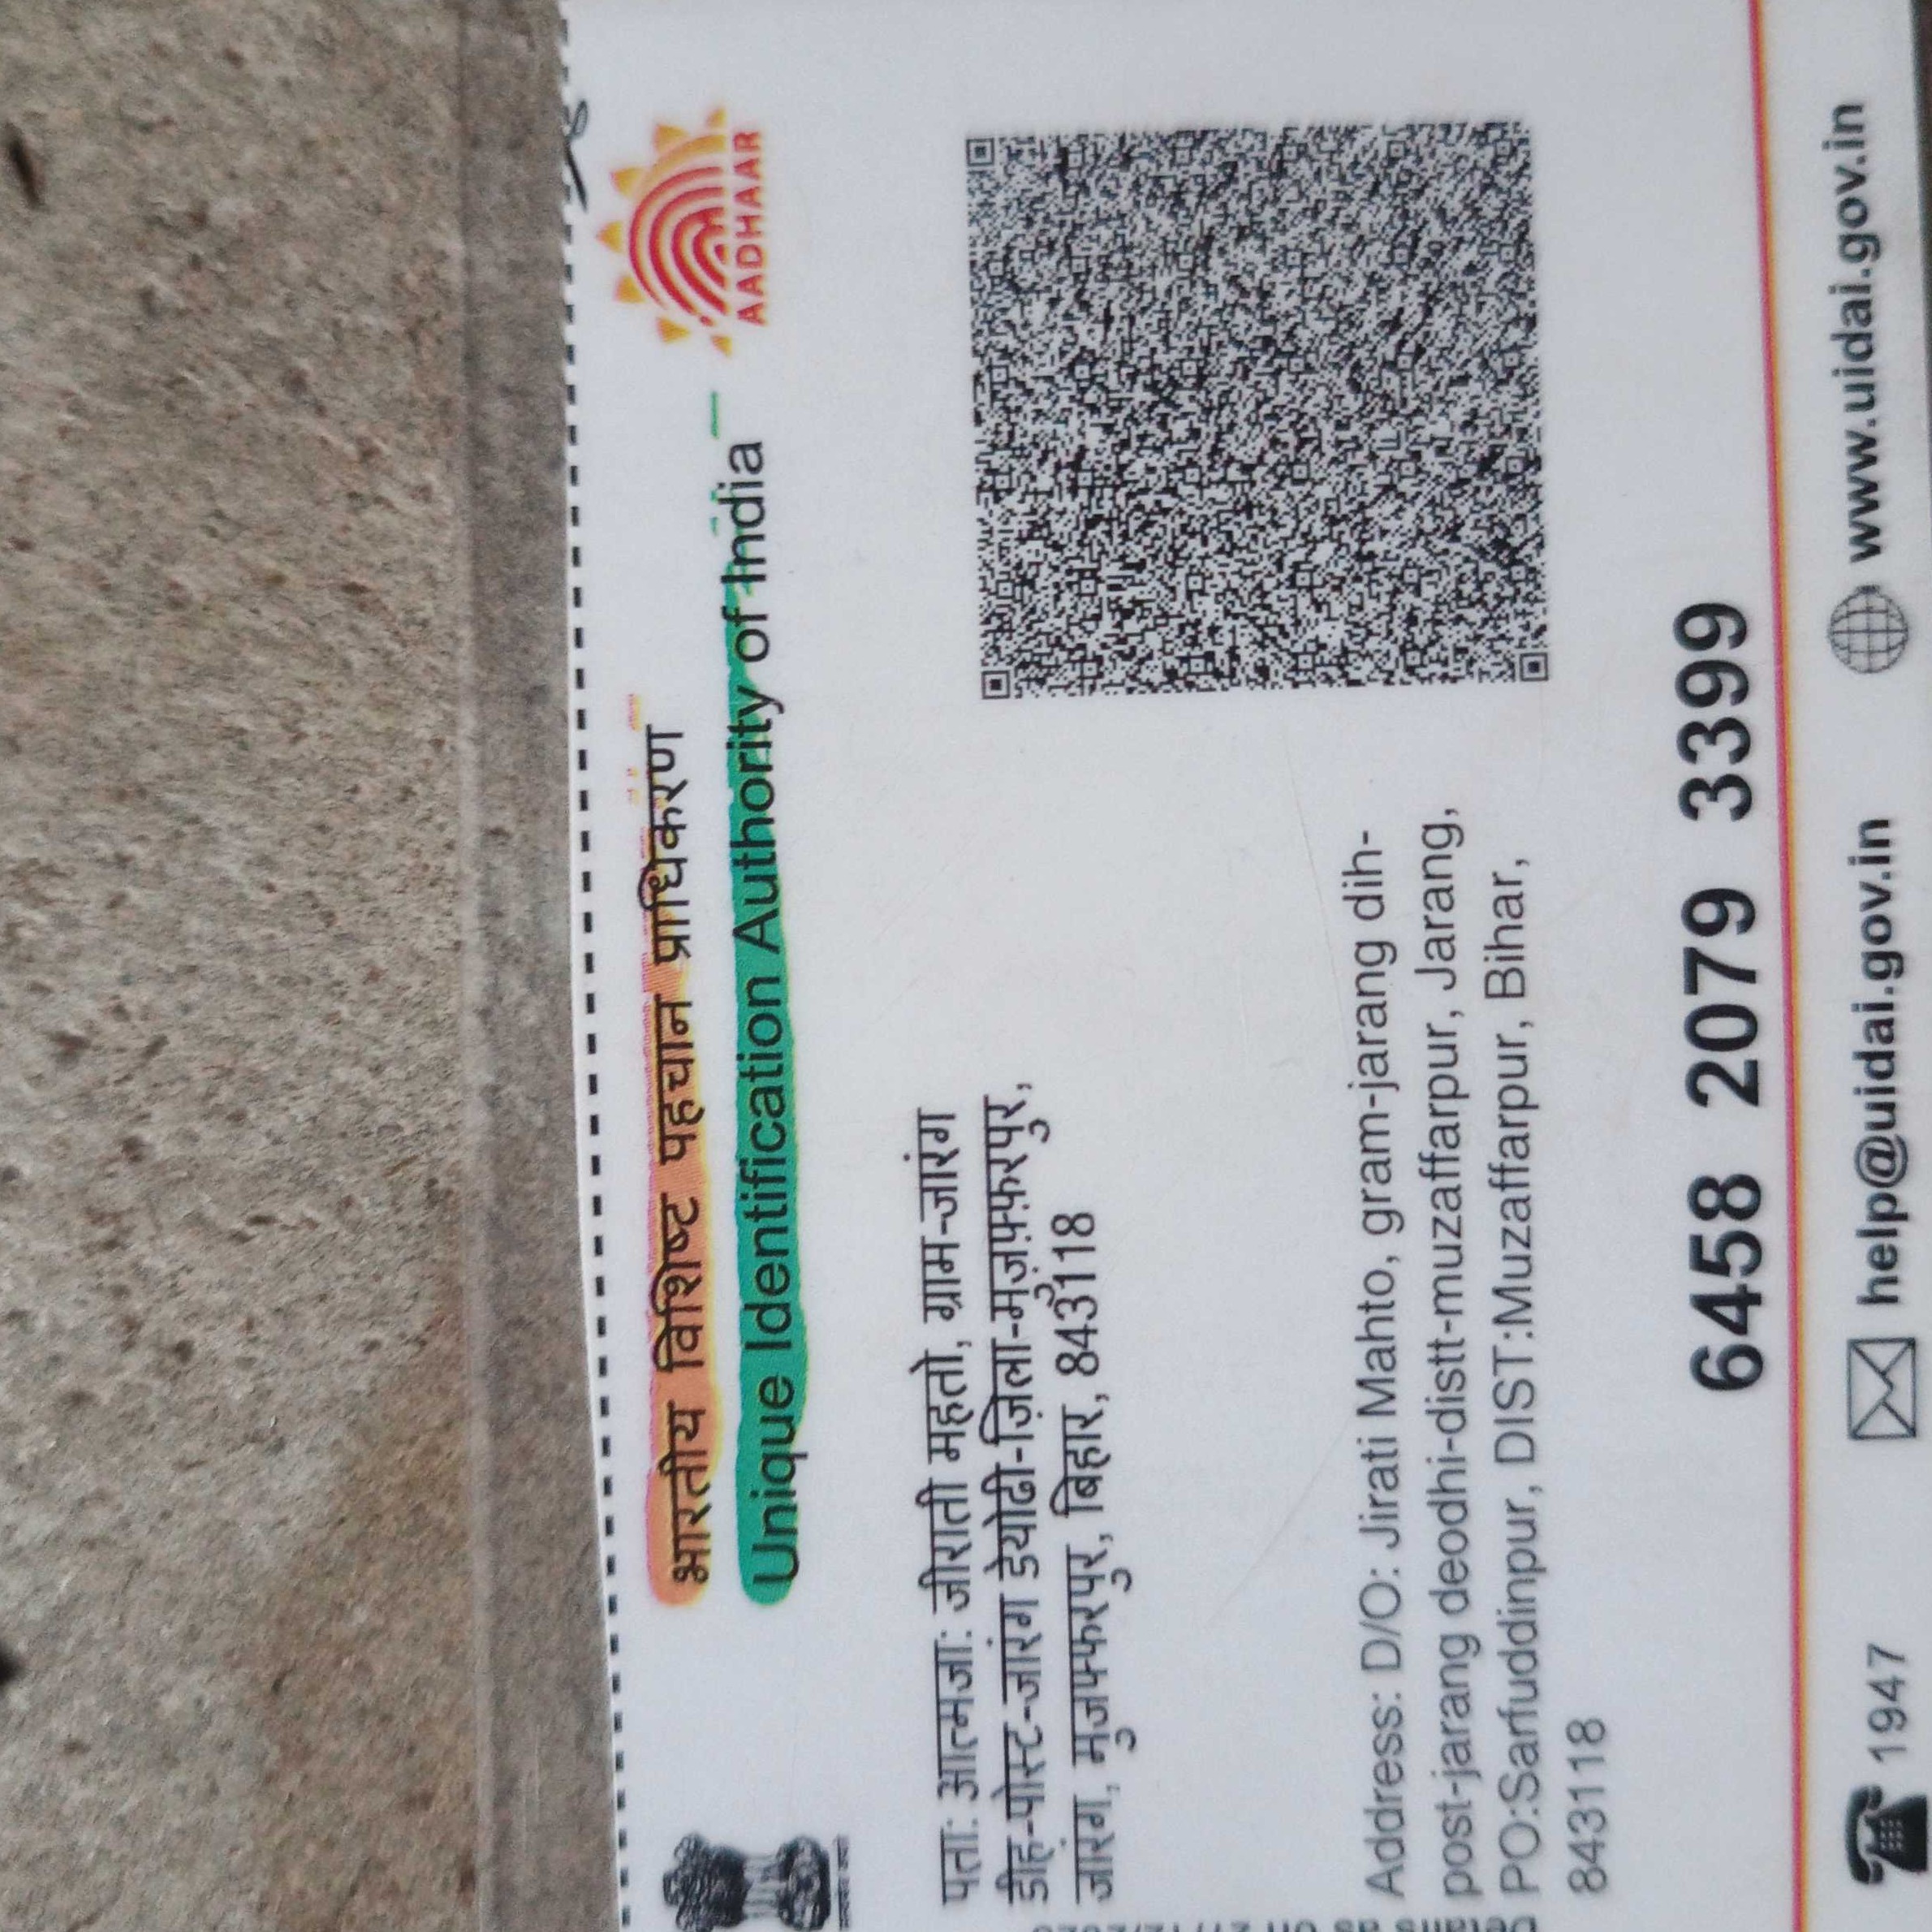 भारतीय विशिष्ट पहचान प्राधिकरण
Unique Identification Authority of India
AADHAAR
पता: आत्मजा: जीराती महतो, ग्राम-जारंग
डीह-पोस्ट-जारंग डेयोढी-ज़िला-मुज़फ़्फ़रपुर,
जारंग, मुजफ्फरपुर, बिहार, 843118
Address: D/O: Jirati Mahto, gram-jarang dih-
post-jarang deodhi-distt-muzaffarpur, Jarang,
PO:Sarfuddinpur, DIST:Muzaffarpur, Bihar,
843118
6458 2079 3399
1947 help@uidai.gov.in www.uidai.gov.in